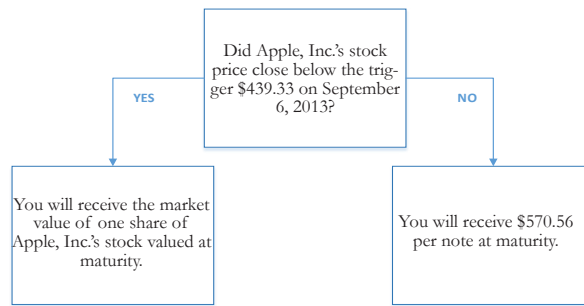 Did Apple, Inc.'s stock
price close below the trig-
ger $439.33 on September
6, 2013?
YES
NO
You will receive the market
value of one share of
Apple, Inc.'s stock valued at
maturity.
You will receive $570.56
per note at maturity.